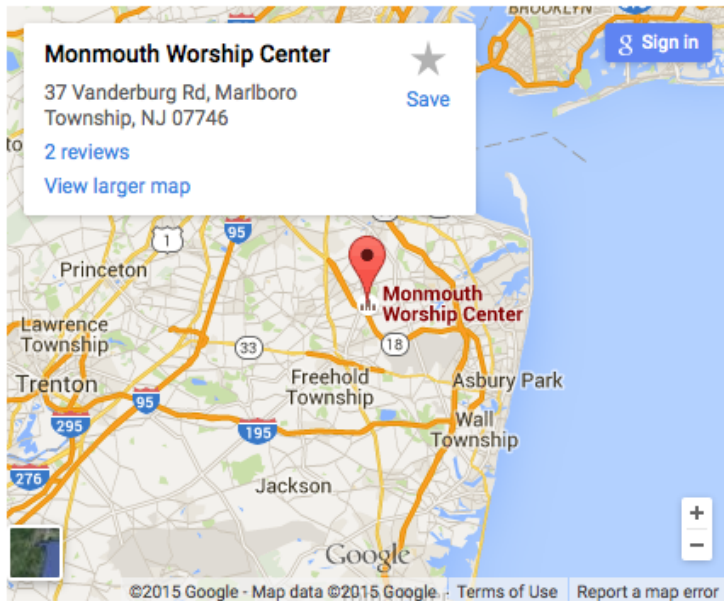 BROOKLYN
Monmouth Worship Center
37 Vanderburg Rd, Marlboro
Township, NJ 07746
Save
2 reviews
View larger map
g Sign in
to
1
95
Princeton
Monmouth
Worship Center
Lawrence
Township
33
18
Trenton
Freehold
Township
Asbury Park
95
295
195
Wall
Township
276
Jackson
+
−
Google
©2015 Google - Map data ©2015 Google
Terms of Use
Report a map error